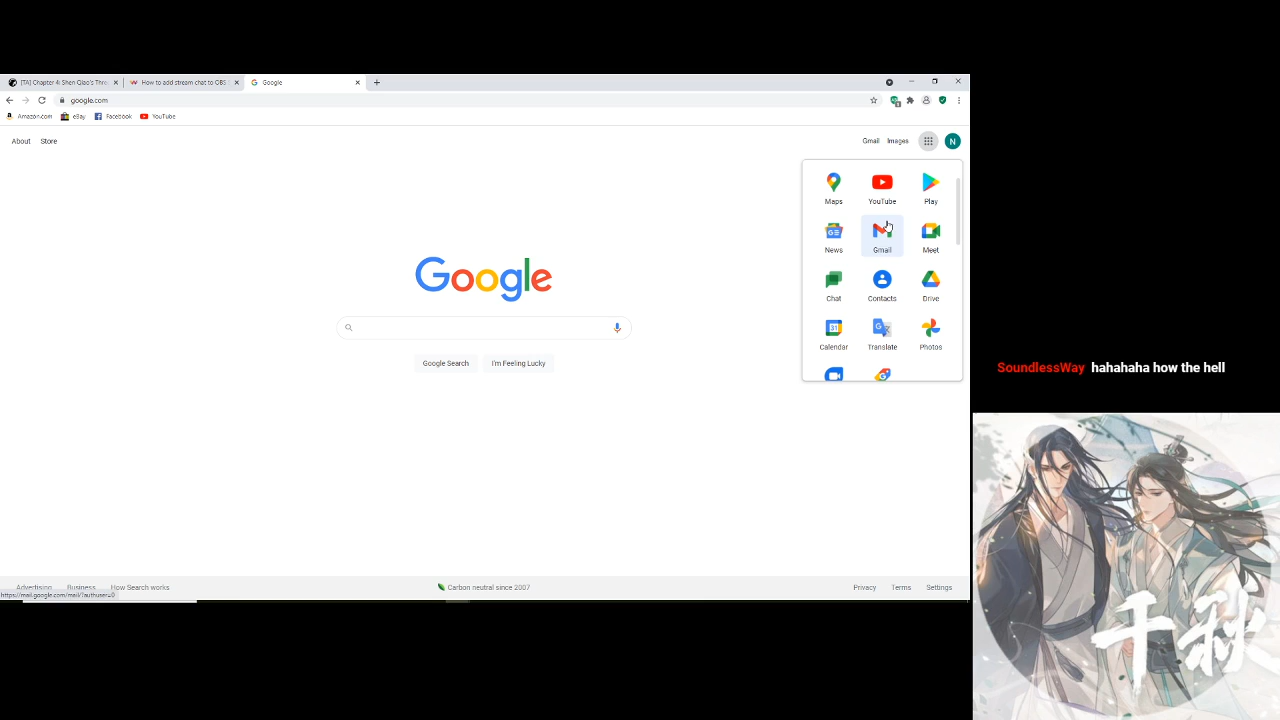 [TA] Chapter 4: Shen Qiao's Thre
How to add stream chat to OBS
Google
google.com
Amazon.com
eBay
Facebook
YouTube
About
Store
Gmail
Images
N
Maps
YouTube
Play
News
Gmail
Meet
Chat
Contacts
Drive
31
Calendar
Translate
Photos
Google
Google Search
I'm Feeling Lucky
Advertising
Business
How Search works
Carbon neutral since 2007
Privacy
Terms
Settings
https://mail.google.com/mail/?authuser=0
SoundlessWay hahahaha how the hell
千秋